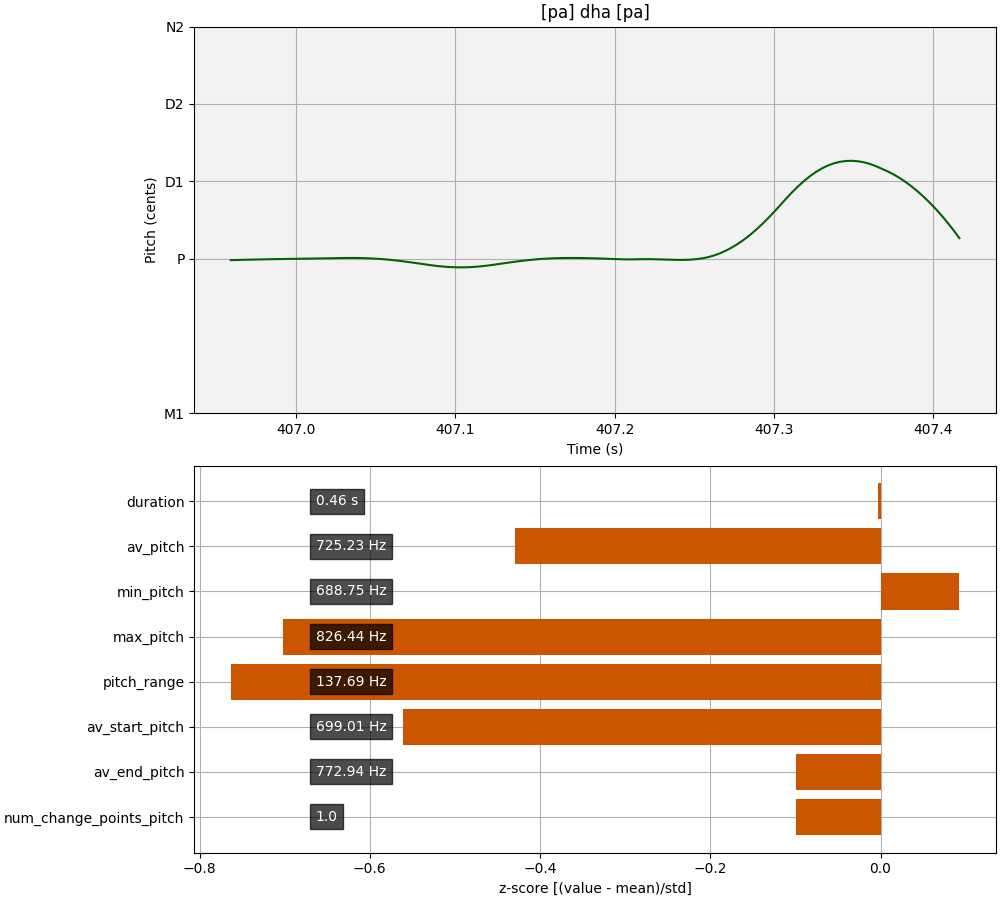 [pa] dha [pa]
N2
D2
D1
P
M1
Pitch (cents)
407.0 407.1 407.2 407.3 407.4
Time (s)
duration 0.46 s
av_pitch 725.23 Hz
min_pitch 688.75 Hz
max_pitch 826.44 Hz
pitch_range 137.69 Hz
av_start_pitch 699.01 Hz
av_end_pitch 772.94 Hz
num_change_points_pitch 1.0
−0.8 −0.6 −0.4 −0.2 0.0
z-score [(value - mean)/std]